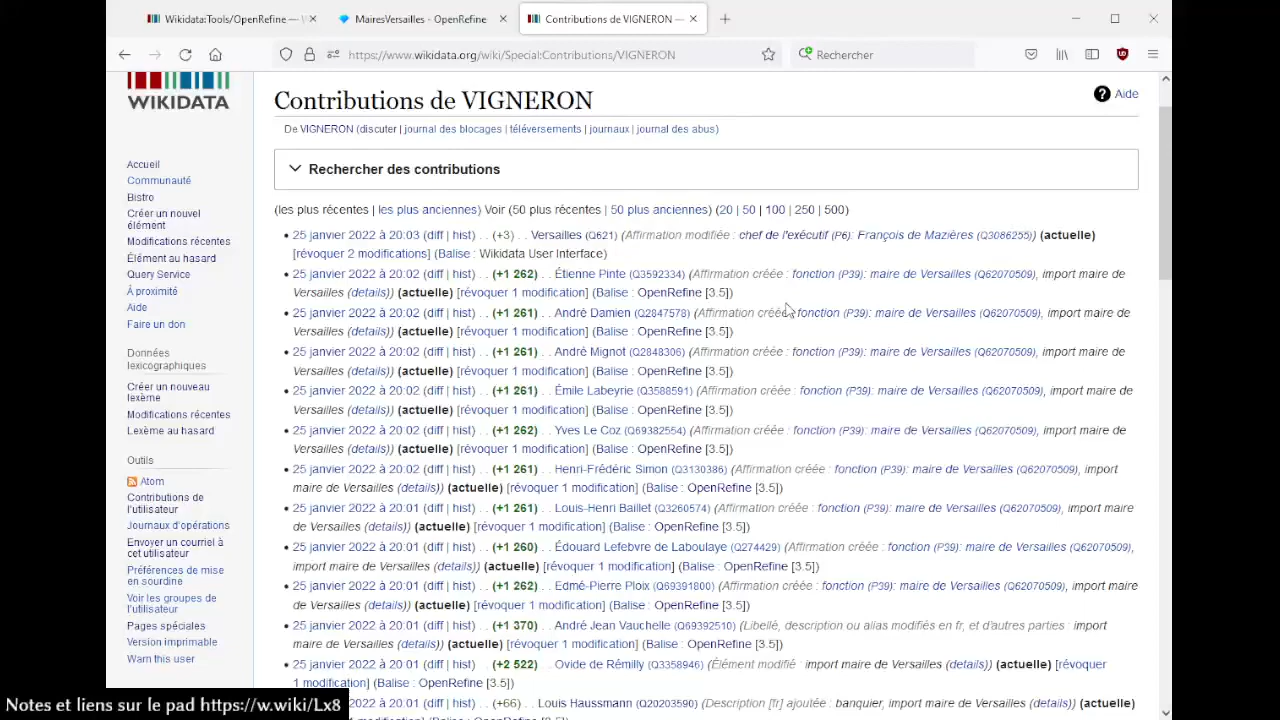 Wikidata:Tools/OpenRefine — W
MairesVersailles - OpenRefine
Contributions de VIGNERON —
https://www.wikidata.org/wiki/Special:Contributions/VIGNERON
Rechercher
WIKIDATA
Accueil
Communauté
Bistro
Créer un nouvel
élément
Modifications récentes
Élément au hasard
Query Service
À proximité
Aide
Faire un don
Données
lexicographiques
Créer un nouveau
lexème
Modifications récentes
Lexème au hasard
Outils
Atom
Contributions de
l'utilisateur
Journaux d'opérations
Envoyer un courriel à
cet utilisateur
Préférences de mise
en sourdine
Voir les groupes de
l'utilisateur
Pages spéciales
Version imprimable
Warn this user
Contributions de VIGNERON
Aide
De VIGNERON (discuter | journal des blocages | téléversements | journaux | journal des abus)
Rechercher des contributions
(les plus récentes | les plus anciennes) Voir (50 plus récentes | 50 plus anciennes) (20 | 50 | 100 | 250 | 500)
25 janvier 2022 à 20:03 (diff | hist) . . (+3) . . Versailles (Q621) (Affirmation modifiée : chef de l'exécutif (P6): François de Mazières (Q3086255)) (actuelle)
[révoquer 2 modifications] (Balise : Wikidata User Interface)
25 janvier 2022 à 20:02 (diff | hist) . . (+1 262) . . Étienne Pinte (Q3592334) (Affirmation créée : fonction (P39): maire de Versailles (Q62070509), import maire de
Versailles (details)) (actuelle) [révoquer 1 modification] (Balise : OpenRefine [3.5])
25 janvier 2022 à 20:02 (diff | hist) . . (+1 261) . . André Damien (Q2847578) (Affirmation créée : fonction (P39): maire de Versailles (Q62070509), import maire de
Versailles (details)) (actuelle) [révoquer 1 modification] (Balise : OpenRefine [3.5])
25 janvier 2022 à 20:02 (diff | hist) . . (+1 261) . . André Mignot (Q2848306) (Affirmation créée : fonction (P39): maire de Versailles (Q62070509), import maire de
Versailles (details)) (actuelle) [révoquer 1 modification] (Balise : OpenRefine [3.5])
25 janvier 2022 à 20:02 (diff | hist) . . (+1 261) . . Émile Labeyrie (Q3588591) (Affirmation créée : fonction (P39): maire de Versailles (Q62070509), import maire de
Versailles (details)) (actuelle) [révoquer 1 modification] (Balise : OpenRefine [3.5])
25 janvier 2022 à 20:02 (diff | hist) . . (+1 262) . . Yves Le Coz (Q69382554) (Affirmation créée : fonction (P39): maire de Versailles (Q62070509), import maire de
Versailles (details)) (actuelle) [révoquer 1 modification] (Balise : OpenRefine [3.5])
25 janvier 2022 à 20:02 (diff | hist) . . (+1 261) . . Henri-Frédéric Simon (Q3130386) (Affirmation créée : fonction (P39): maire de Versailles (Q62070509), import
maire de Versailles (details)) (actuelle) [révoquer 1 modification] (Balise : OpenRefine [3.5])
25 janvier 2022 à 20:01 (diff | hist) . . (+1 261) . . Louis-Henri Baillet (Q3260574) (Affirmation créée : fonction (P39): maire de Versailles (Q62070509), import maire
de Versailles (details)) (actuelle) [révoquer 1 modification] (Balise : OpenRefine [3.5])
25 janvier 2022 à 20:01 (diff | hist) . . (+1 260) . . Édouard Lefebvre de Laboulaye (Q274429) (Affirmation créée : fonction (P39): maire de Versailles (Q62070509),
import maire de Versailles (details)) (actuelle) [révoquer 1 modification] (Balise : OpenRefine [3.5])
25 janvier 2022 à 20:01 (diff | hist) . . (+1 262) . . Edmé-Pierre Ploix (Q69391800) (Affirmation créée : fonction (P39): maire de Versailles (Q62070509), import maire
de Versailles (details)) (actuelle) [révoquer 1 modification] (Balise : OpenRefine [3.5])
25 janvier 2022 à 20:01 (diff | hist) . . (+1 370) . . André Jean Vauchelle (Q69392510) (Libellé, description ou alias modifiés en fr, et d'autres parties : import
maire de Versailles (details)) (actuelle) [révoquer 1 modification] (Balise : OpenRefine [3.5])
25 janvier 2022 à 20:01 (diff | hist) . . (+2 522) . . Ovide de Rémilly (Q3358946) (Élément modifié : import maire de Versailles (details)) (actuelle) [révoquer
1 modification] (Balise : OpenRefine [3.5])
janvier 2022 à 20:01 (diff | hist) . . (+66) . . Louis Haussmann (Q20203590) (Description [fr] ajoutée : banquier, import maire de Versailles (details)) (actuelle)
Notes et liens sur le pad https://w.wiki/Lx8